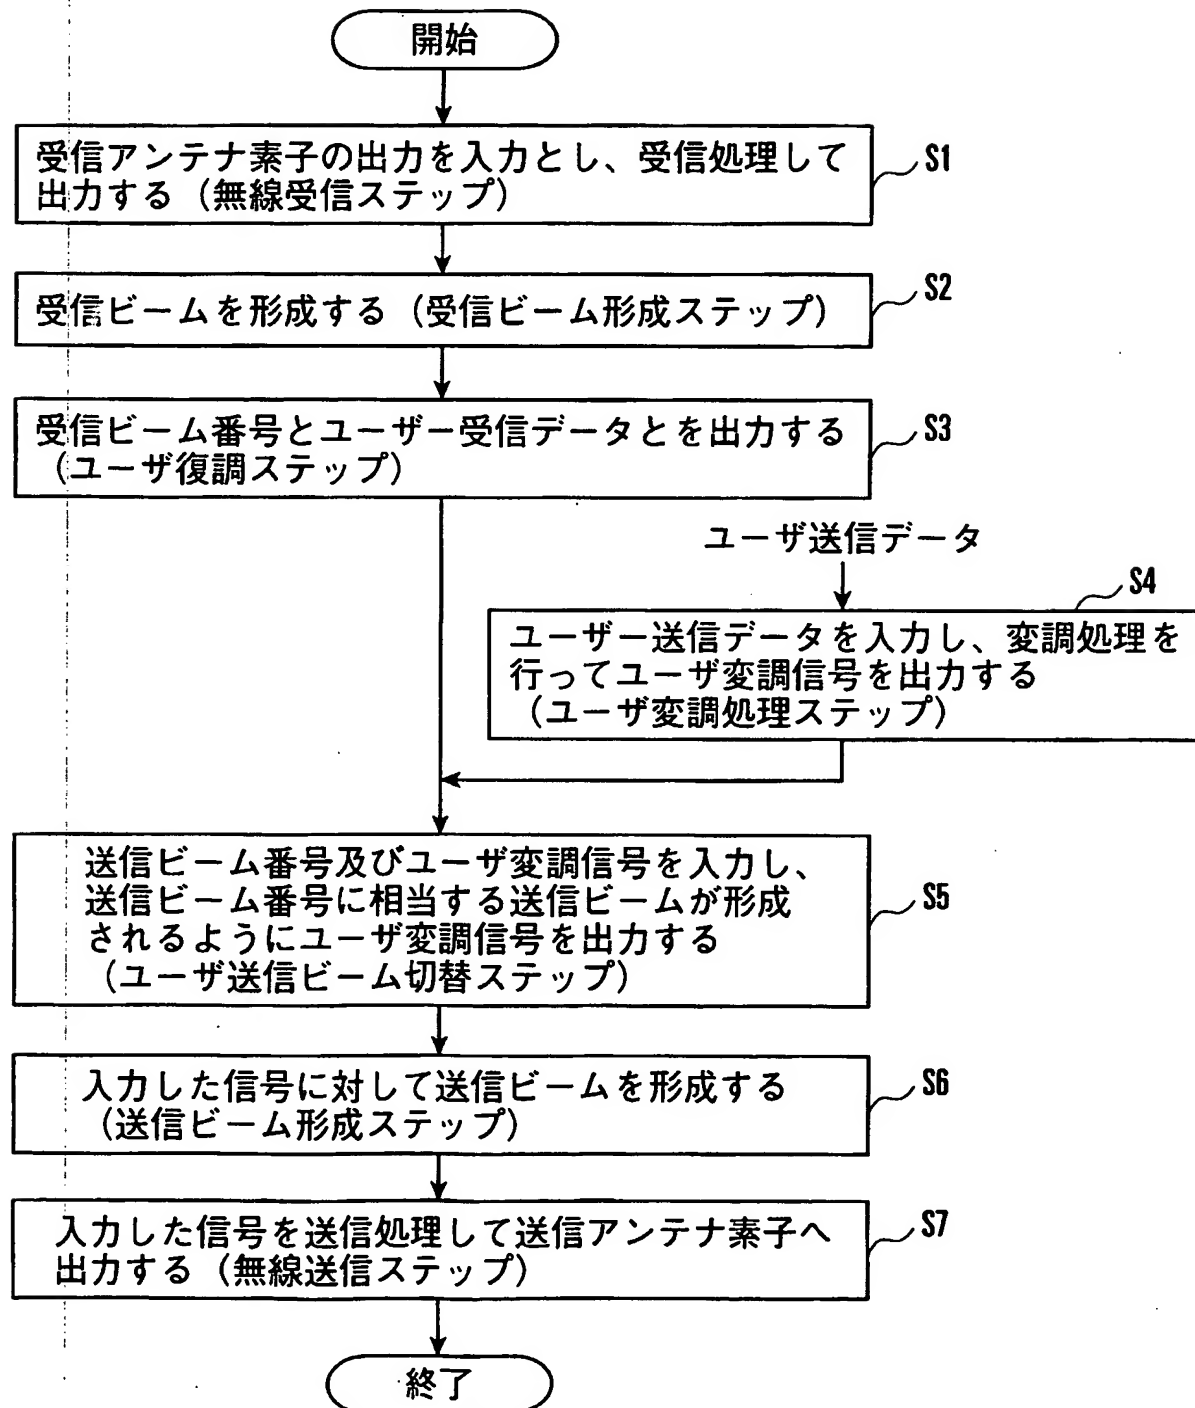 開始
受信アンテナ素子の出力を入力とし、受信処理して
出力する（無線受信ステップ）
S1
受信ビームを形成する（受信ビーム形成ステップ）
S2
受信ビーム番号とユーザー受信データとを出力する
（ユーザ復調ステップ）
S3
ユーザ送信データ
S4
ユーザー送信データを入力し、変調処理を
行ってユーザ変調信号を出力する
（ユーザ変調処理ステップ）
送信ビーム番号及びユーザ変調信号を入力し、
送信ビーム番号に相当する送信ビームが形成
されるようにユーザ変調信号を出力する
（ユーザ送信ビーム切替ステップ）
S5
入力した信号に対して送信ビームを形成する
（送信ビーム形成ステップ）
S6
入力した信号を送信処理して送信アンテナ素子へ
出力する（無線送信ステップ）
S7
終了